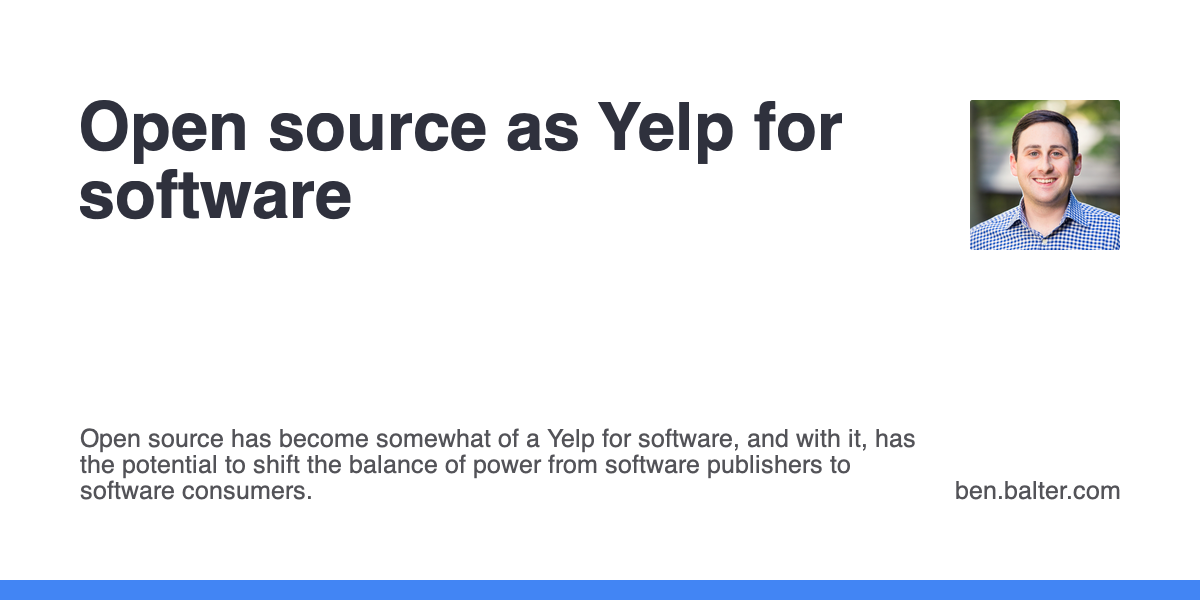 Open source as Yelp for
software
Open source has become somewhat of a Yelp for software, and with it, has
the potential to shift the balance of power from software publishers to
software consumers.
ben.balter.com